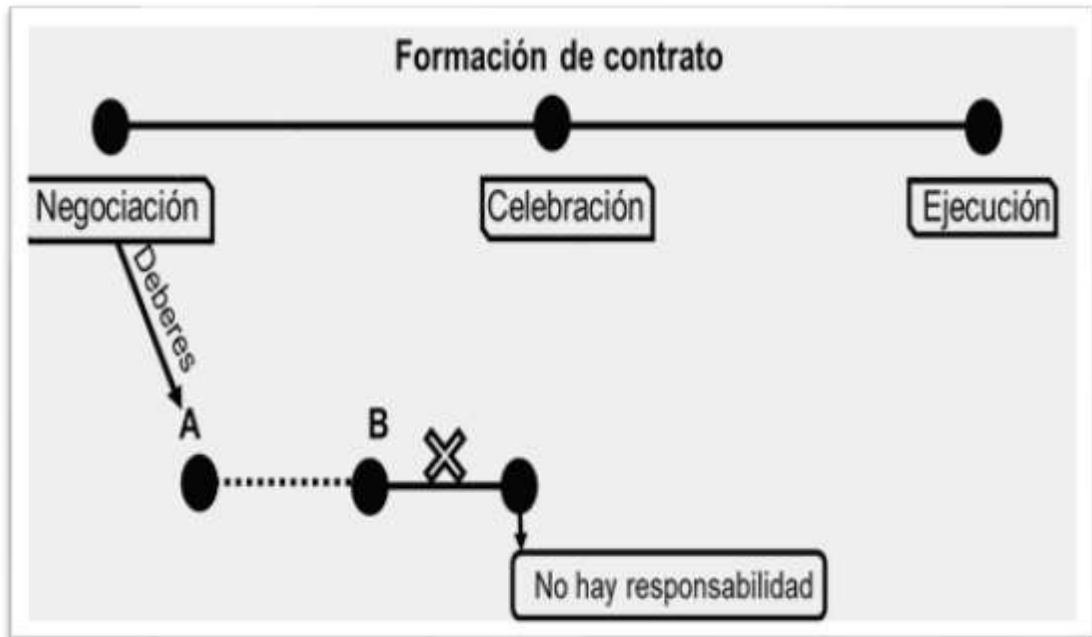 Formación de contrato
Negociación
Celebración
Ejecución
Deberes
A
B
No hay responsabilidad